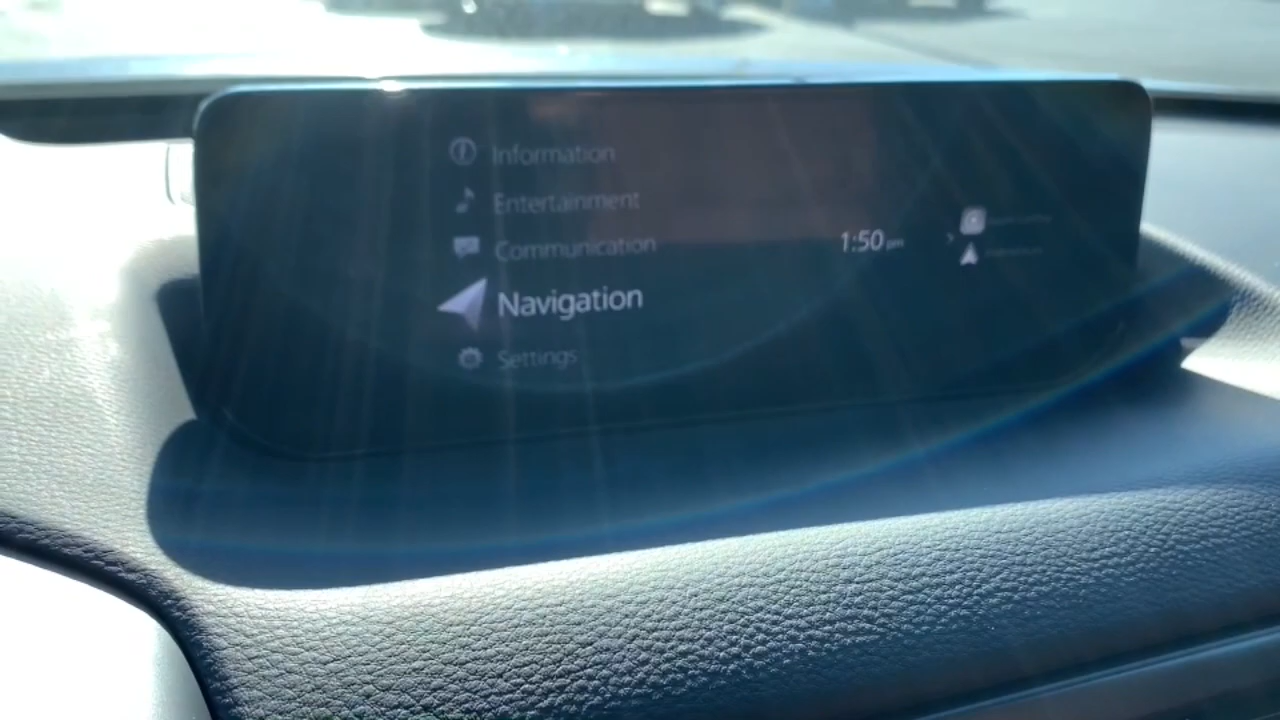 Information
Entertainment
Communication
1:50 pm
Navigation
Settings